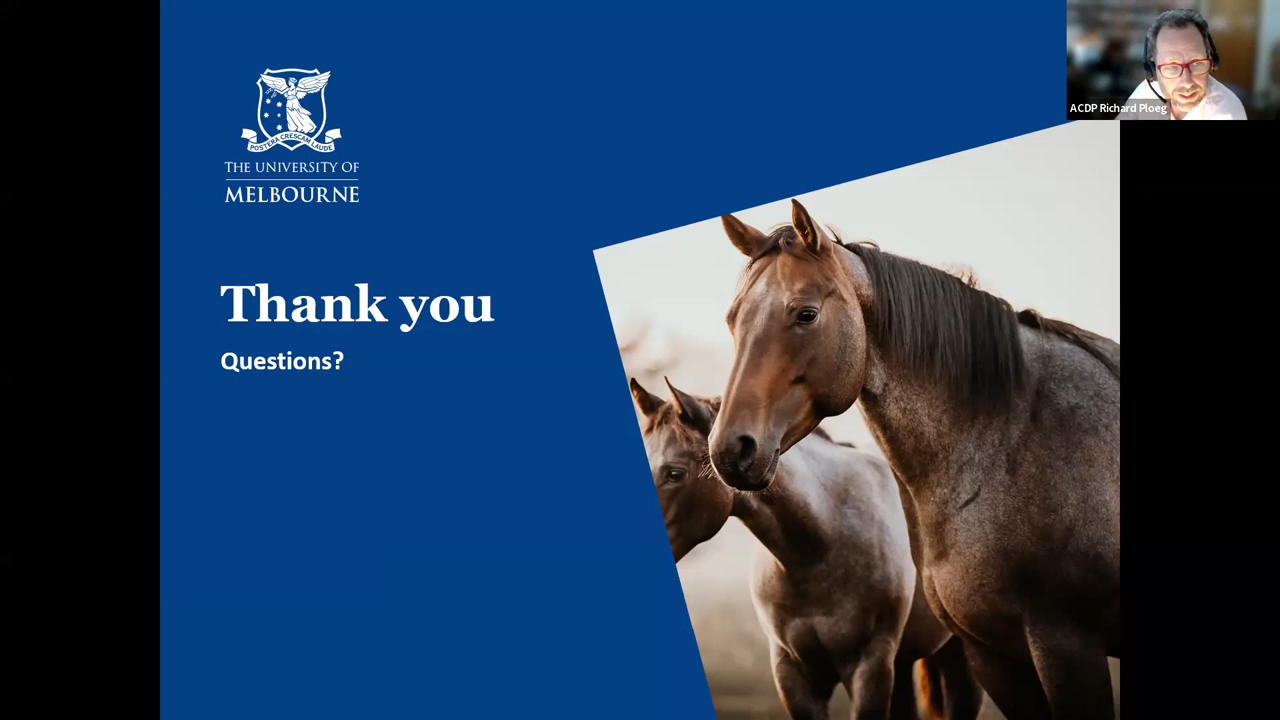 POSTERA CRESCAM LAUDE
THE UNIVERSITY OF
MELBOURNE
Thank you
Questions?
ACDP Richard Ploeg